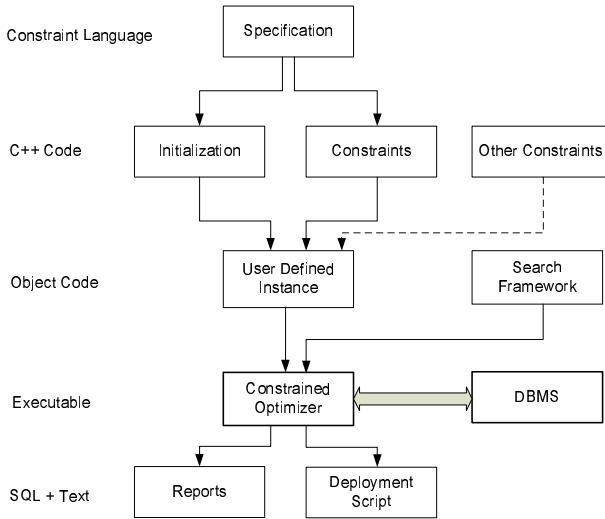 Constraint Language
Specification
C++ Code
Initialization
Constraints
Other Constraints
Object Code
User Defined
Instance
Search
Framework
Executable
Constrained
Optimizer
DBMS
SQL + Text
Reports
Deployment
Script